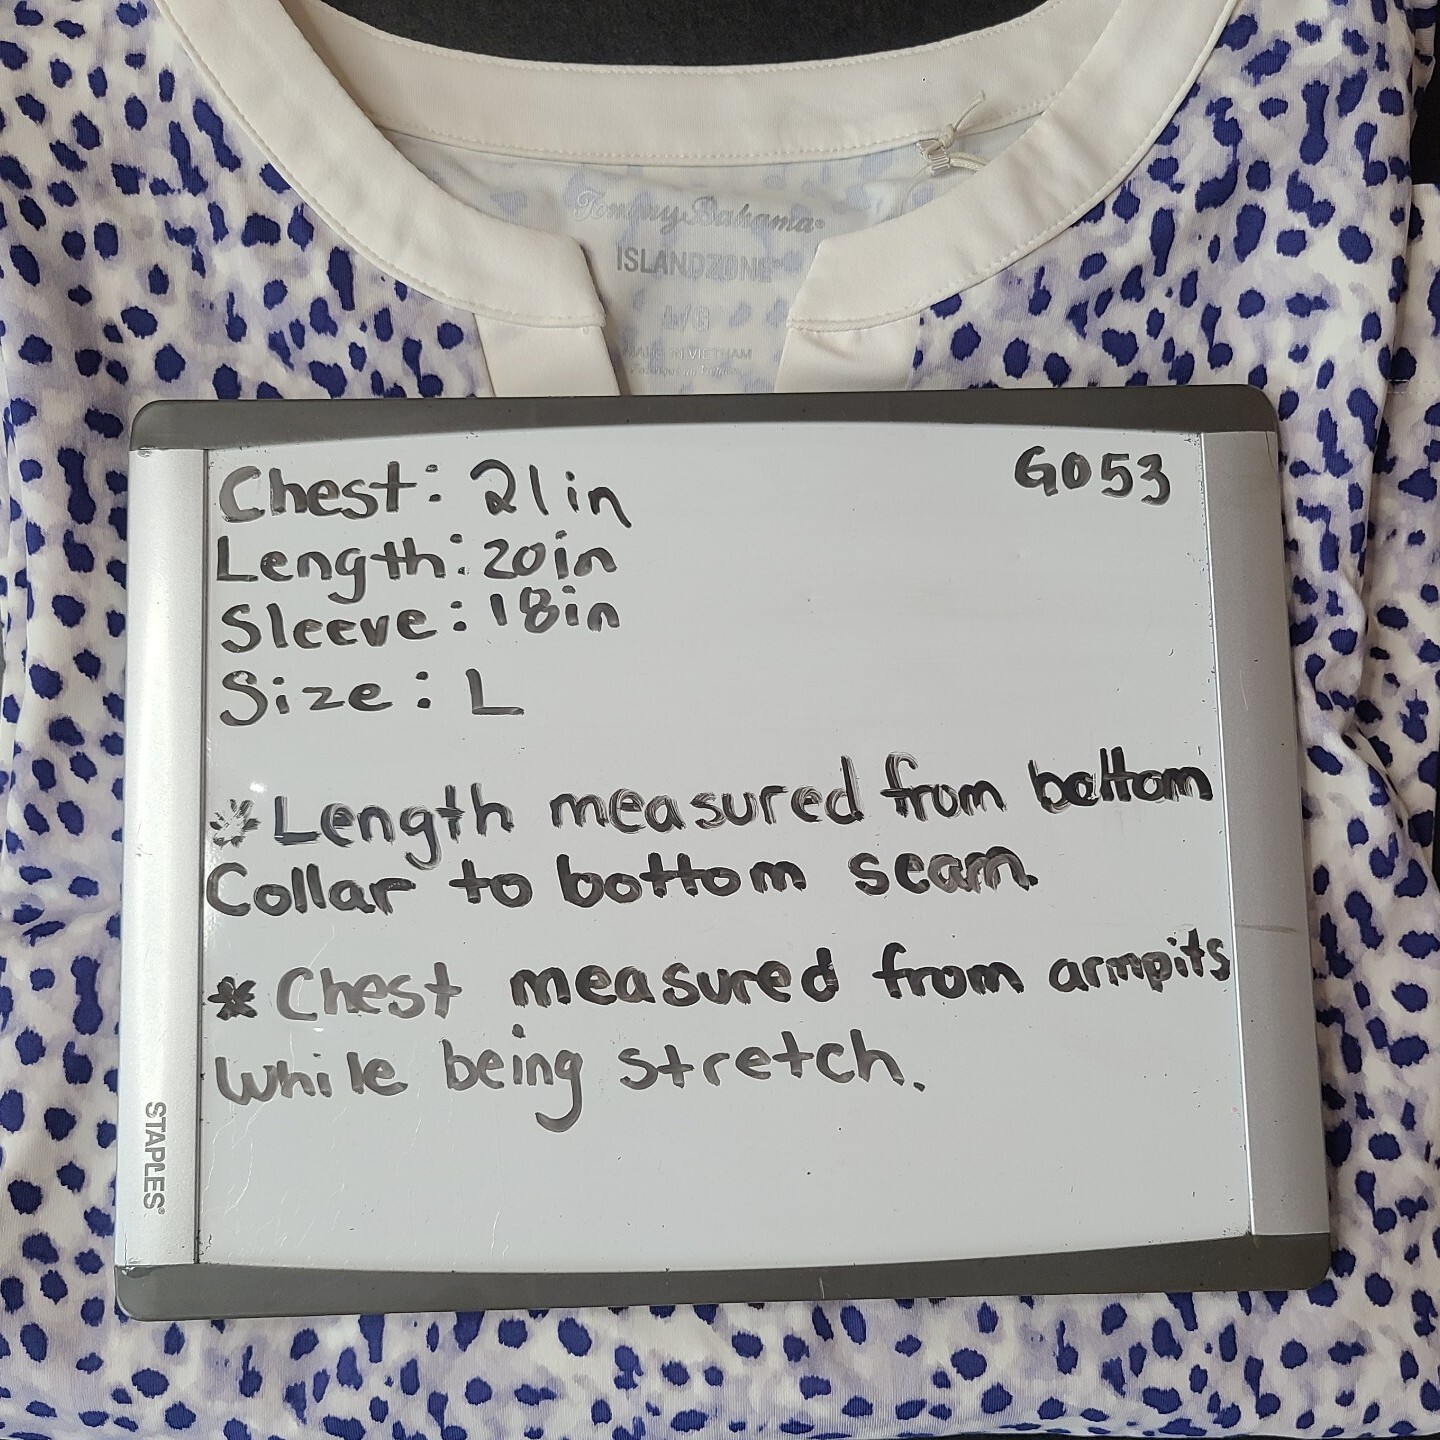 Tommy Bahama®
ISLANDZONE®
L/G
MADE IN VIETNAM
G053
Chest: 21in
Length: 20in
Sleeve: 18in
Size: L
* Length measured from bottom
Collar to bottom seam.
* Chest measured from armpits
While being stretch.
STAPLES®